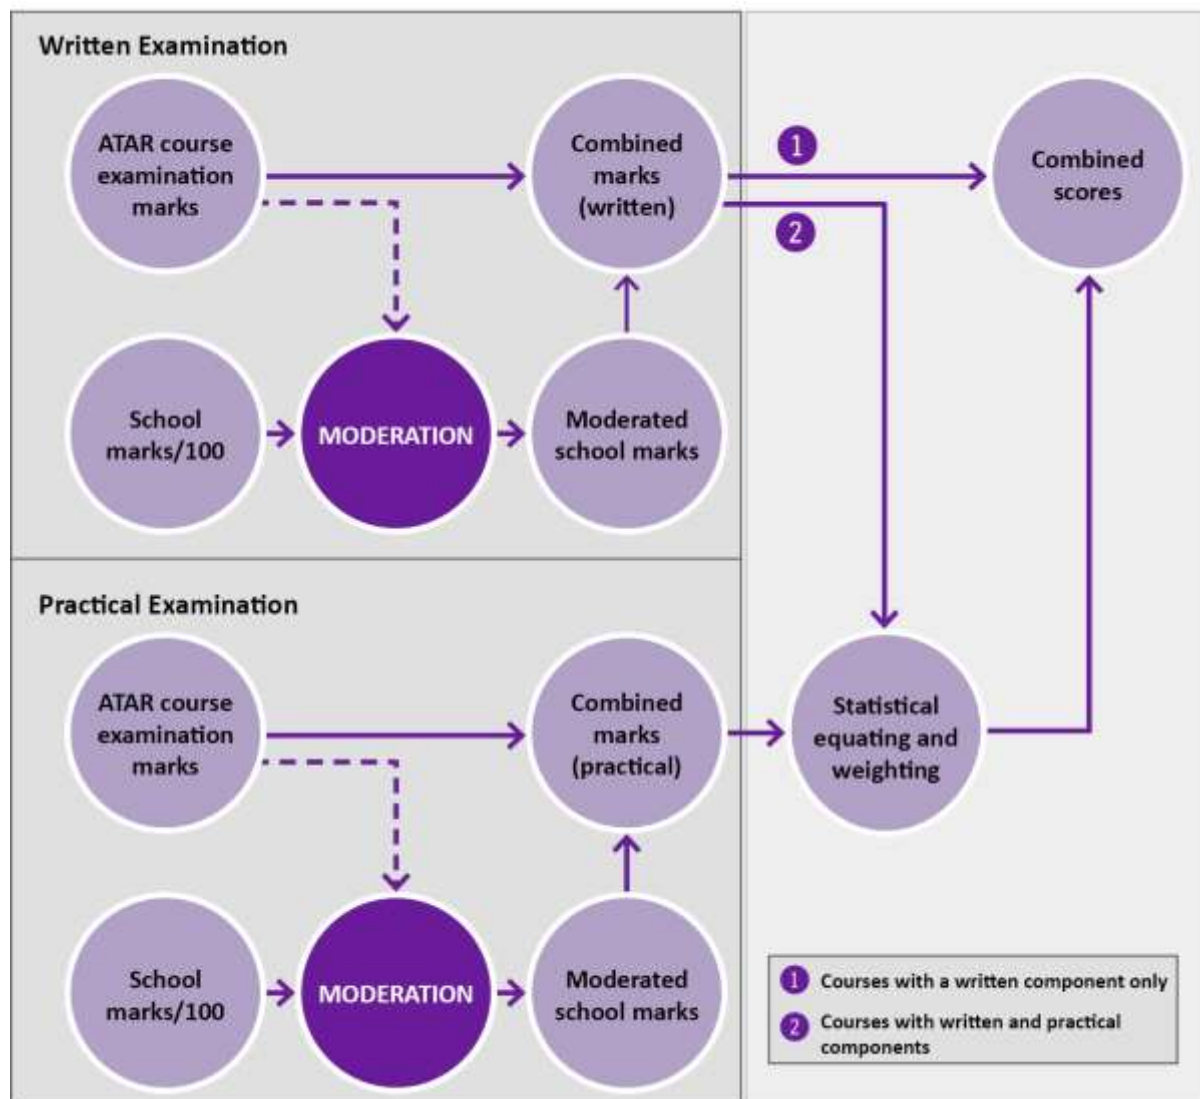 Written Examination
ATAR course
examination
marks
Combined
marks
(written)
1
2
Combined
scores
School
marks/100
MODERATION
Moderated
school marks
Practical Examination
ATAR course
examination
marks
Combined
marks
(practical)
Statistical
equating and
weighting
School
marks/100
MODERATION
Moderated
school marks
1 Courses with a written component only
2 Courses with written and practical
components